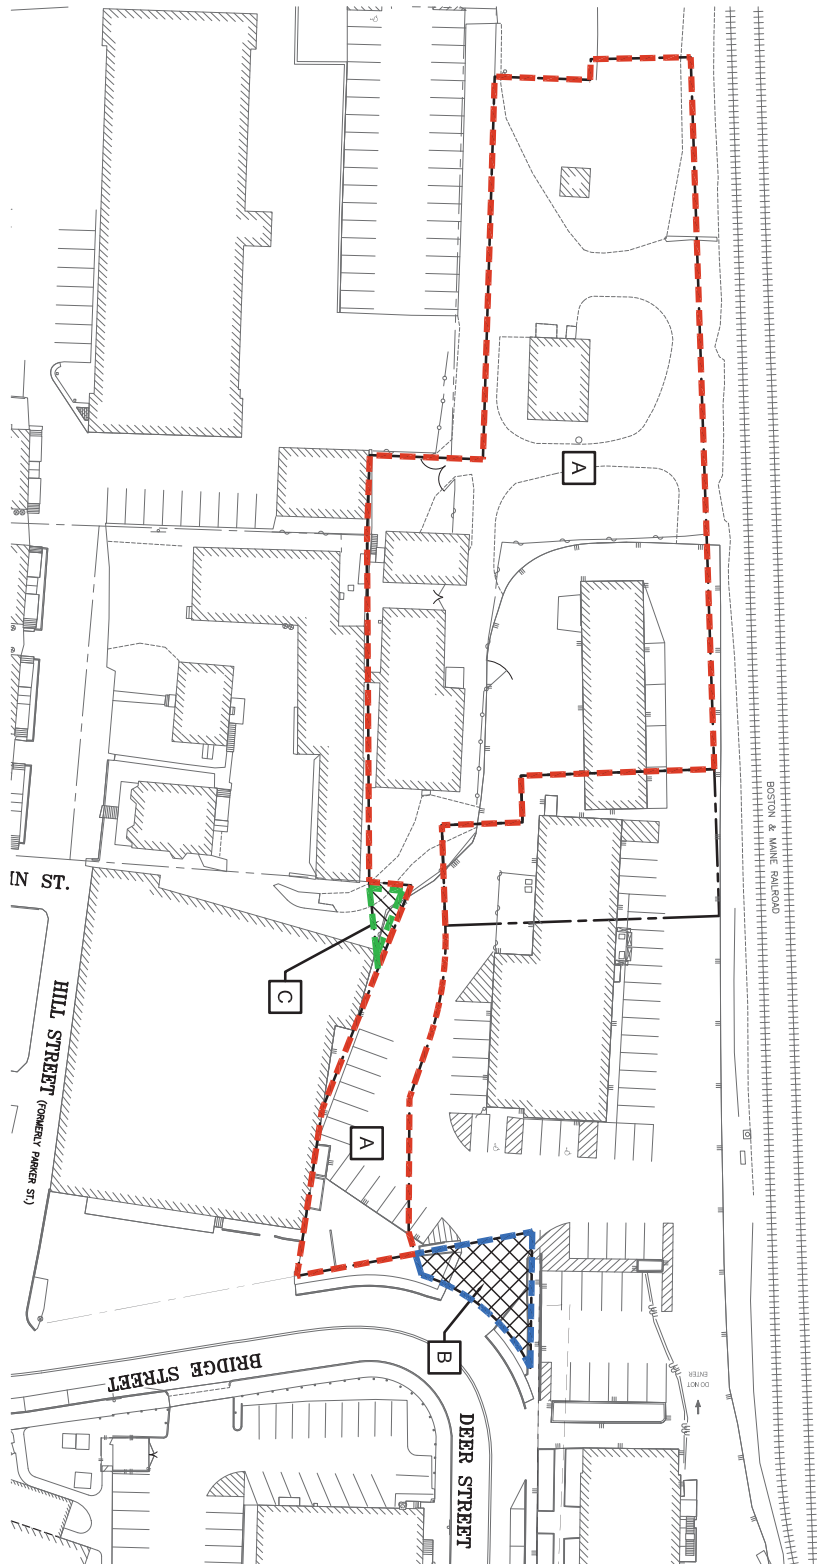 A
BOSTON & MAINE RAILROAD
IN ST.
C
HILL STREET (FORMERLY PARKER ST.)
A
B
BRIDGE STREET
DEER STREET
DO NOT
ENTER